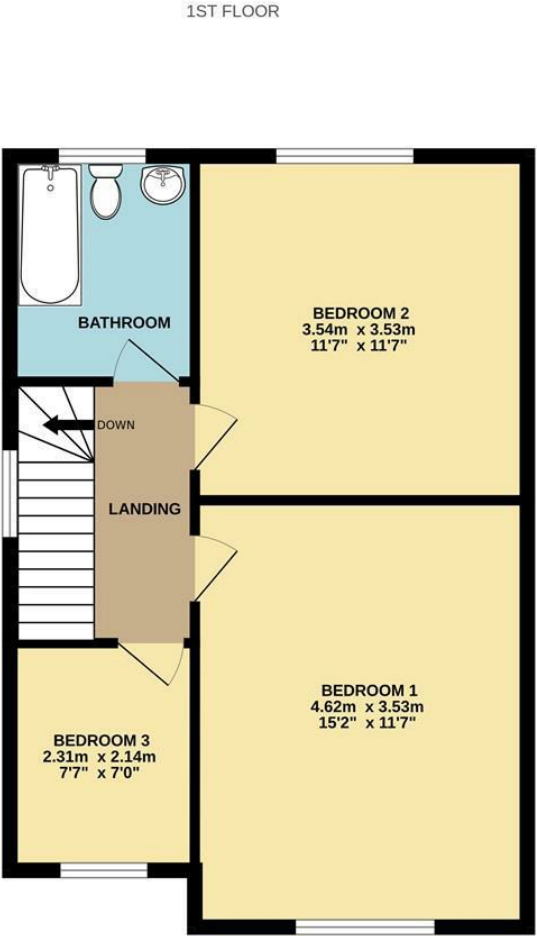 1ST FLOOR
BATHROOM
BEDROOM 2
3.54m x 3.53m
11'7" x 11'7"
DOWN
LANDING
BEDROOM 1
4.62m x 3.53m
15'2" x 11'7"
BEDROOM 3
2.31m x 2.14m
7'7" x 7'0"